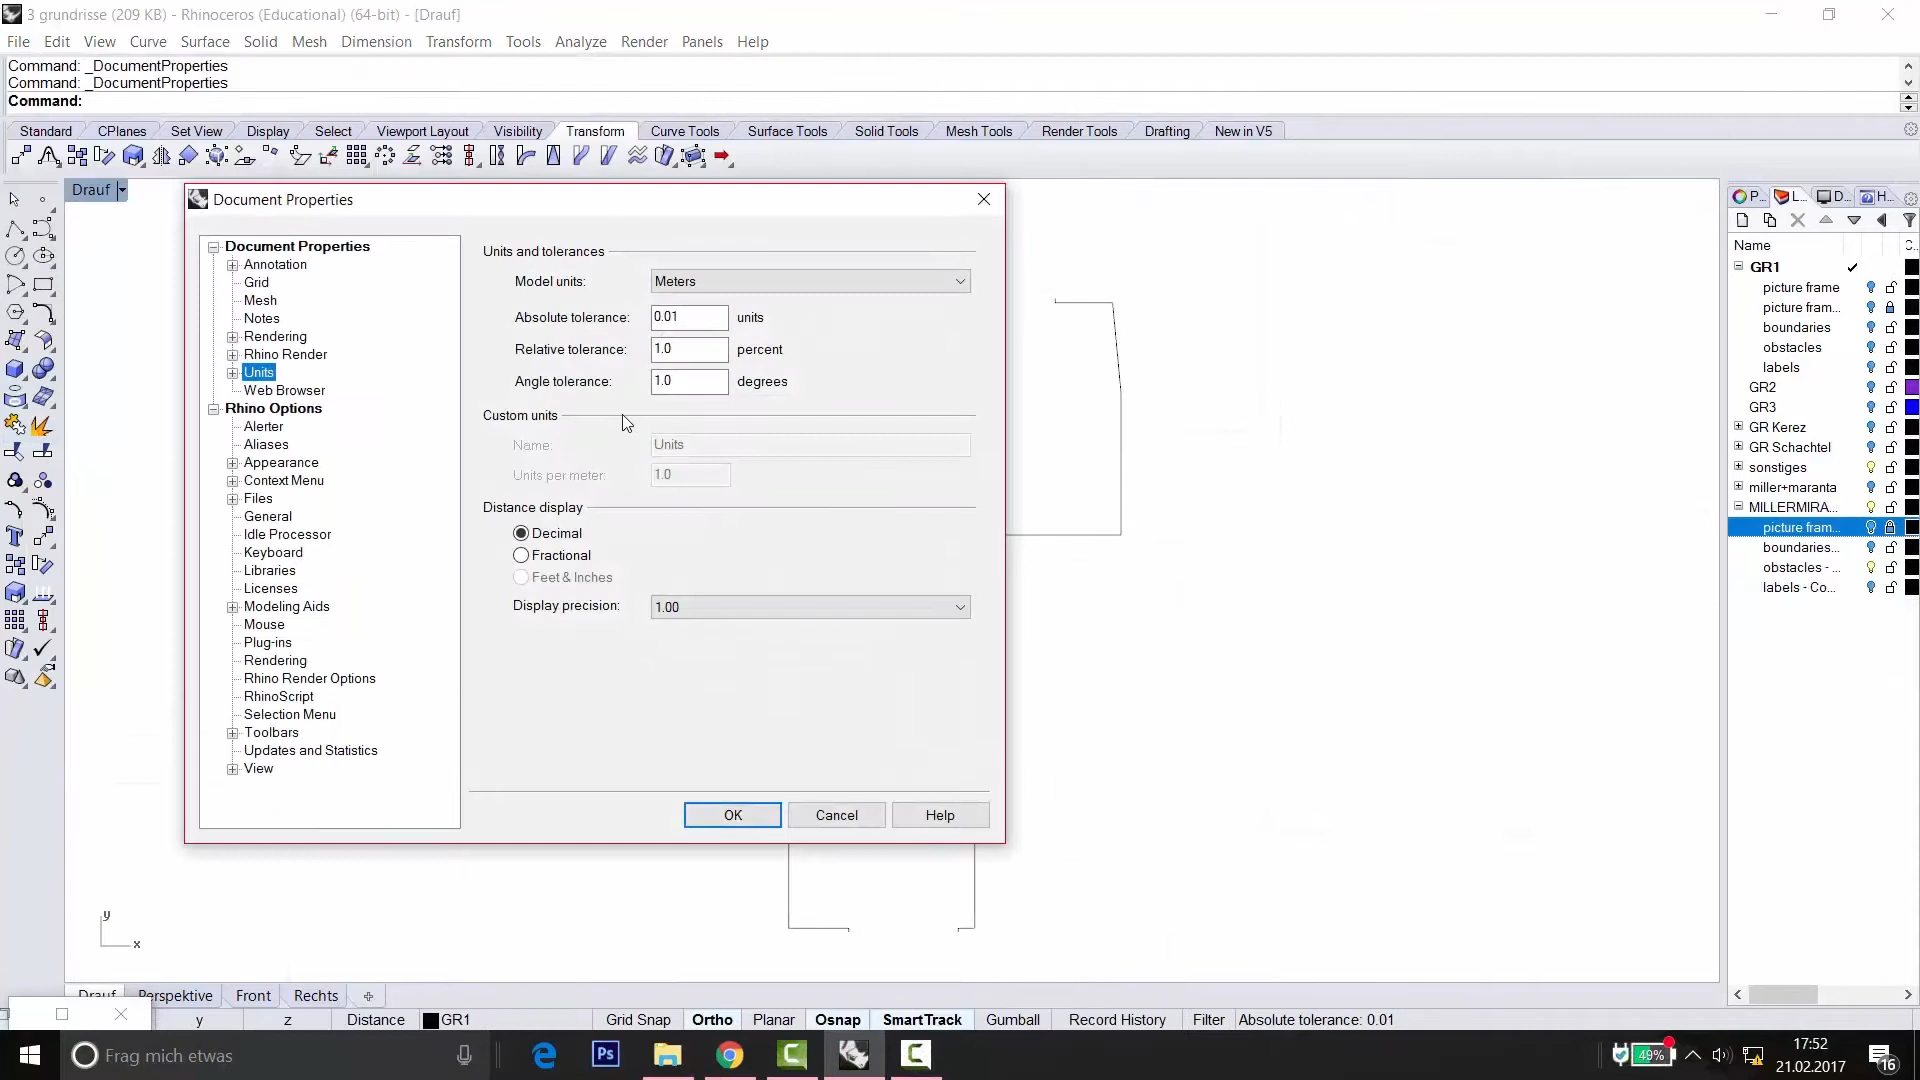 3 grundrisse (209 KB) - Rhinoceros (Educational) (64-bit) - [Drauf]
File Edit View Curve Surface Solid Mesh Dimension Transform Tools Analyze Render Panels Help
Command: _DocumentProperties
Command: _DocumentProperties
Command:
Standard CPlanes Set View Display Select Viewport Layout Visibility Transform Curve Tools Surface Tools Solid Tools Mesh Tools Render Tools Drafting New in V5
Drauf
Document Properties
Document Properties
Annotation
Grid
Mesh
Notes
Rendering
Rhino Render
Units
Web Browser
Rhino Options
Alerter
Aliases
Appearance
Context Menu
Files
General
Idle Processor
Keyboard
Libraries
Licenses
Modeling Aids
Mouse
Plug-ins
Rendering
Rhino Render Options
RhinoScript
Selection Menu
Toolbars
Updates and Statistics
View
Units and tolerances
Model units: Meters
Absolute tolerance: 0.01 units
Relative tolerance: 1.0 percent
Angle tolerance: 1.0 degrees
Custom units
Name: Units
Units per meter: 1.0
Distance display
Decimal
Fractional
Feet & Inches
Display precision: 1.00
OK Cancel Help
P... L... D... H...
Name C..
GR1
picture frame
picture fram...
boundaries
obstacles
labels
GR2
GR3
GR Kerez
GR Schachtel
sonstiges
miller+maranta
MILLERMIRA...
picture fram...
boundaries...
obstacles - ...
labels - Co...
y
x
Drauf Perspektive Front Rechts
y z Distance GR1 Grid Snap Ortho Planar Osnap SmartTrack Gumball Record History Filter Absolute tolerance: 0.01
Frag mich etwas
Ps
49%
17:52
21.02.2017
16